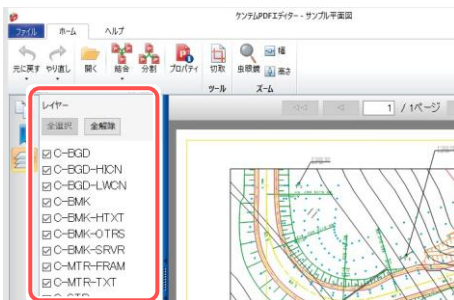 ケンテムPDFエディター - サンプル平面図
ファイル ホーム ヘルプ
元に戻す やり直し 開く 結合 分割 プロパティ 切取 虫眼鏡 幅 高さ
ツール ズーム
レイヤー
1 / 1ページ
全選択 全解除
C-BGD
C-BGD-HICN
C-BGD-LWCN
C-BMK
C-BMK-HTXT
C-BMK-OTRS
C-BMK-SRVR
C-MTR-FRAM
C-MTR-TXT
C-STR